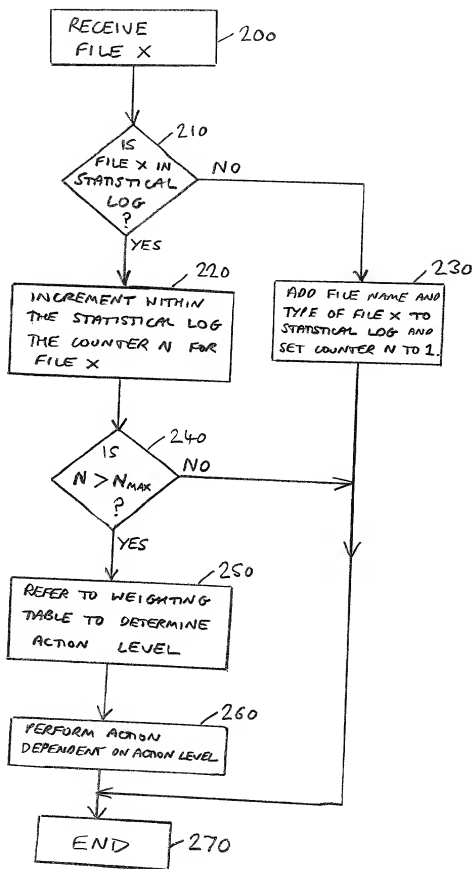 RECEIVE
FILE X
200
210
IS
FILE X IN
STATISTICAL
LOG
?
NO
YES
220
INCREMENT WITHIN
THE STATISTICAL LOG
THE COUNTER N FOR
FILE X
230
ADD FILE NAME AND
TYPE OF FILE X TO
STATISTICAL LOG AND
SET COUNTER N TO 1.
240
IS
N > NMAX
?
NO
YES
250
REFER TO WEIGHTING
TABLE TO DETERMINE
ACTION LEVEL
260
PERFORM ACTION
DEPENDENT ON ACTION LEVEL
END
270